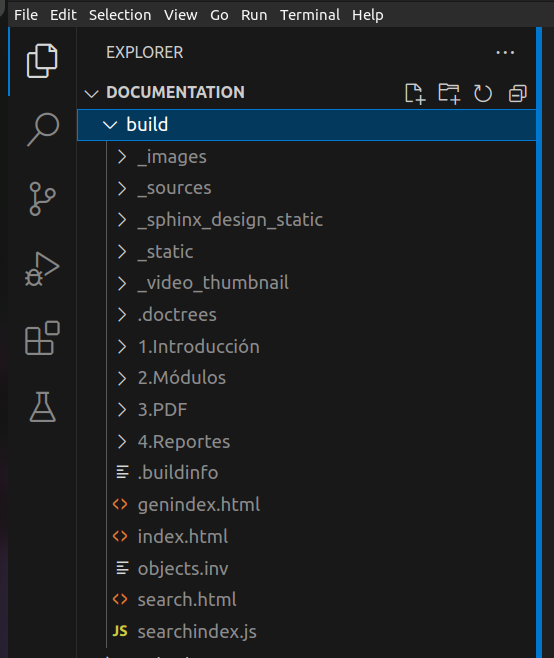 File Edit Selection View Go Run Terminal Help
EXPLORER
DOCUMENTATION
build
_images
_sources
_sphinx_design_static
_static
_video_thumbnail
.doctrees
1.Introducción
2.Módulos
3.PDF
4.Reportes
.buildinfo
genindex.html
index.html
objects.inv
search.html
JS searchindex.js